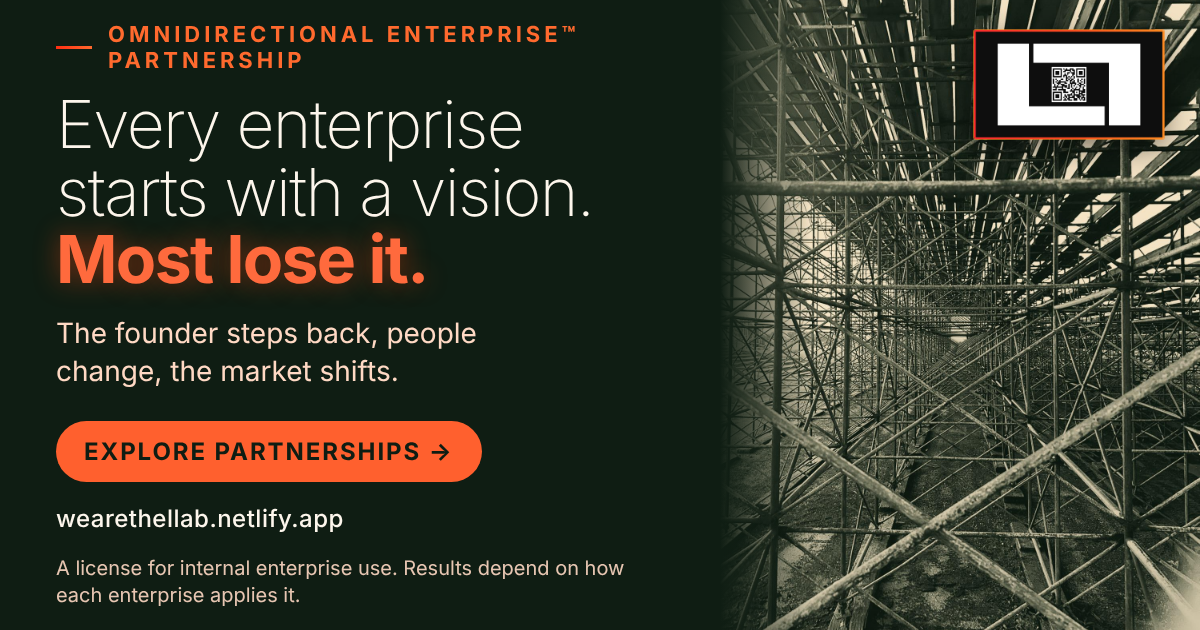 OMNIDIRECTIONAL ENTERPRISE™
PARTNERSHIP
Every enterprise
starts with a vision.
Most lose it.
The founder steps back, people
change, the market shifts.
EXPLORE PARTNERSHIPS →
wearethellab.netlify.app
A license for internal enterprise use. Results depend on how
each enterprise applies it.